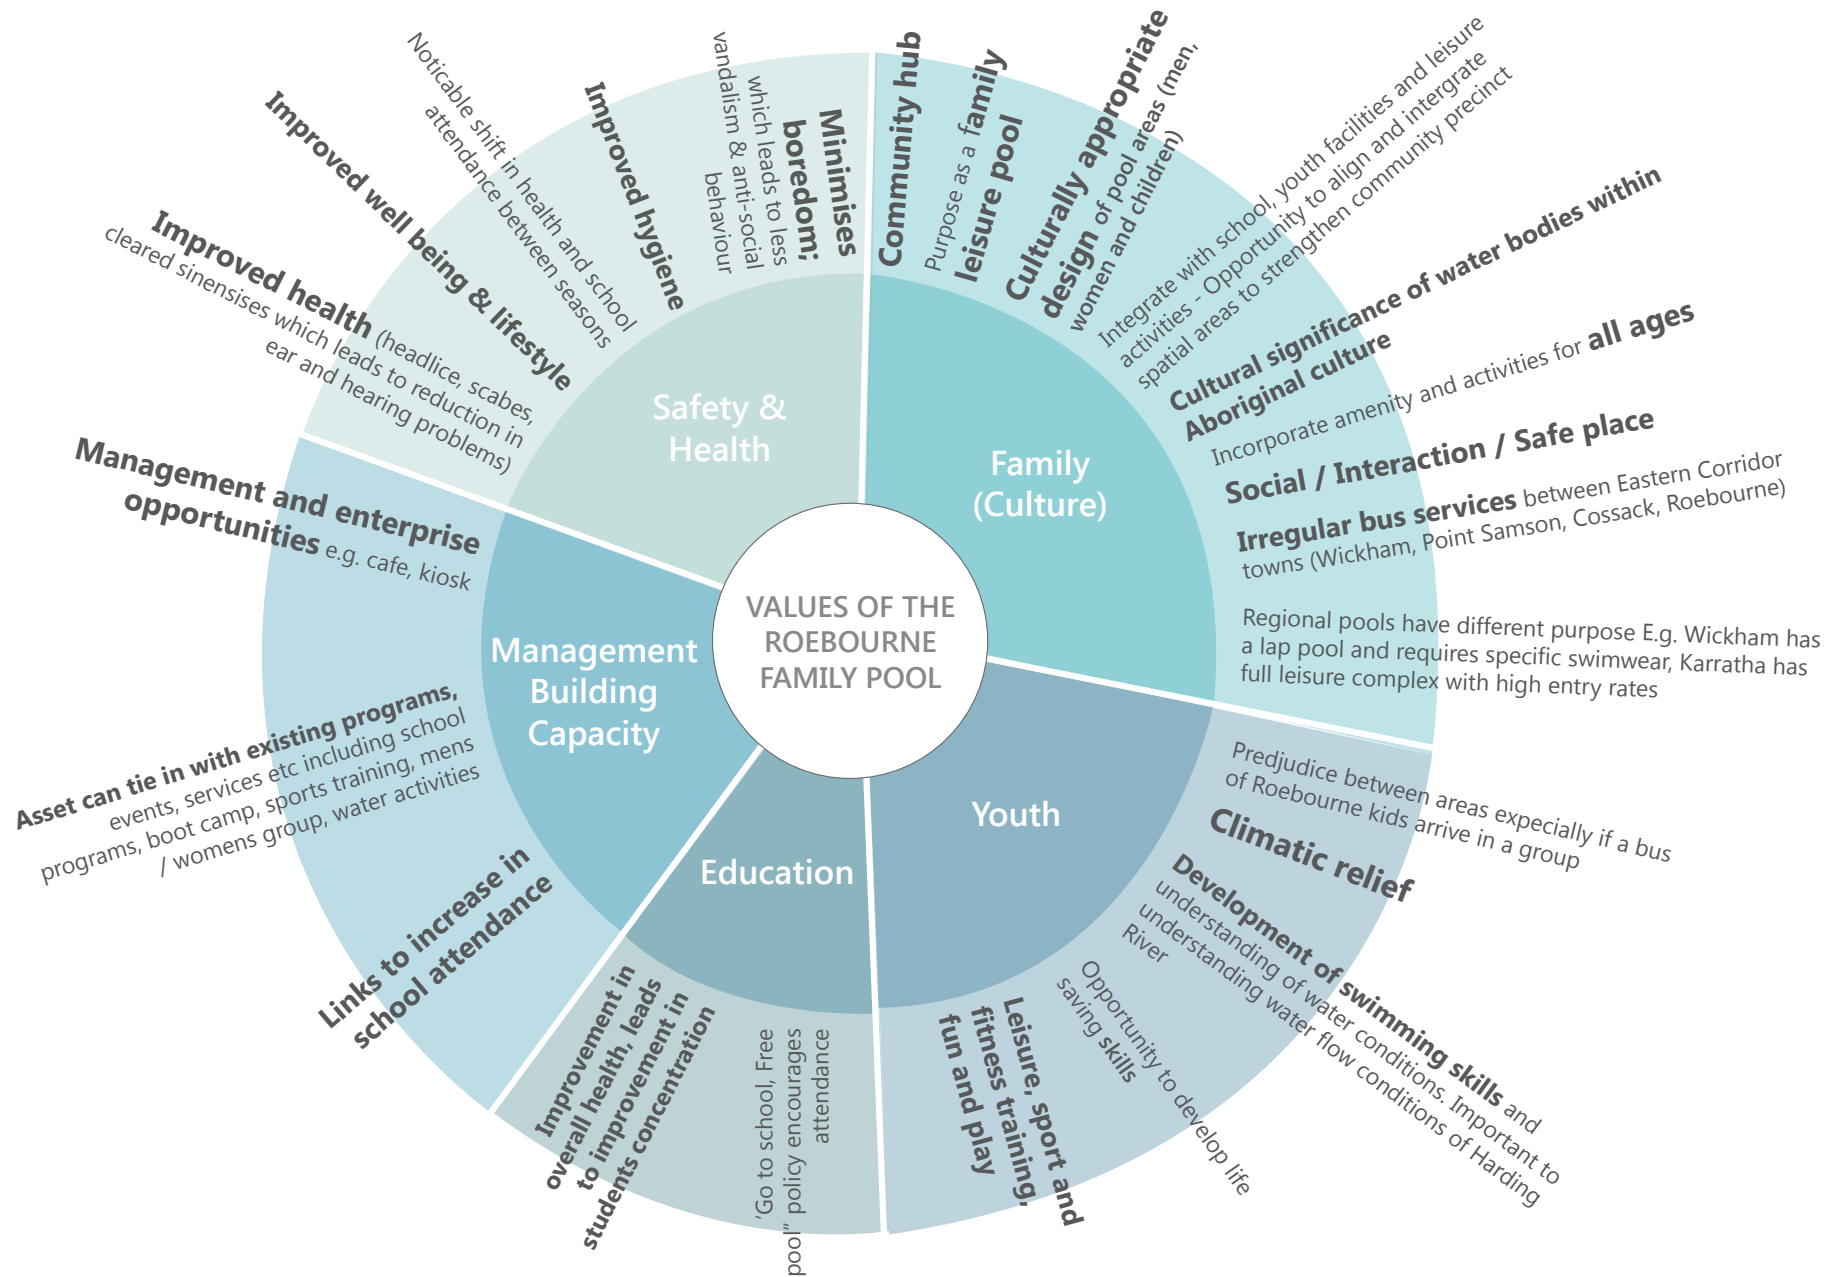 VALUES OF THE
ROEBOURNE
FAMILY POOL
Family
(Culture)
Community hub
Purpose as a family
leisure pool
Culturally appropriate
design of pool areas (men,
women and children)
Integrate with school, youth facilities and leisure
activities - Opportunity to align and intergrate
spatial areas to strengthen community precinct
Cultural significance of water bodies within
Aboriginal culture
Incorporate amenity and activities for all ages
Social / Interaction / Safe place
Irregular bus services between Eastern Corridor
towns (Wickham, Point Samson, Cossack, Roebourne)
Regional pools have different purpose E.g. Wickham has
a lap pool and requires specific swimwear, Karratha has
full leisure complex with high entry rates
Youth
Predjudice between areas expecially if a bus
of Roebourne kids arrive in a group
Climatic relief
Development of swimming skills and
understanding of water conditions. Important to
understanding water flow conditions of Harding
River
Opportunity to develop life
saving skills
Leisure, sport and
fitness training,
fun and play
Education
'Go to school, Free
pool" policy encourages
attendance
Improvement in
overall health, leads
to improvement in
students concentration
Management
Building
Capacity
Links to increase in
school attendance
Asset can tie in with existing programs,
events, services etc including school
programs, boot camp, sports training, mens
/ womens group, water activities
Management and enterprise
opportunities e.g. cafe, kiosk
Safety &
Health
Improved health (headlice, scabes,
cleared sinensises which leads to reduction in
ear and hearing problems)
Improved well being & lifestyle
Noticable shift in health and school
attendance between seasons
Improved hygiene
Minimises
boredom;
which leads to less
vandalism & anti-social
behaviour